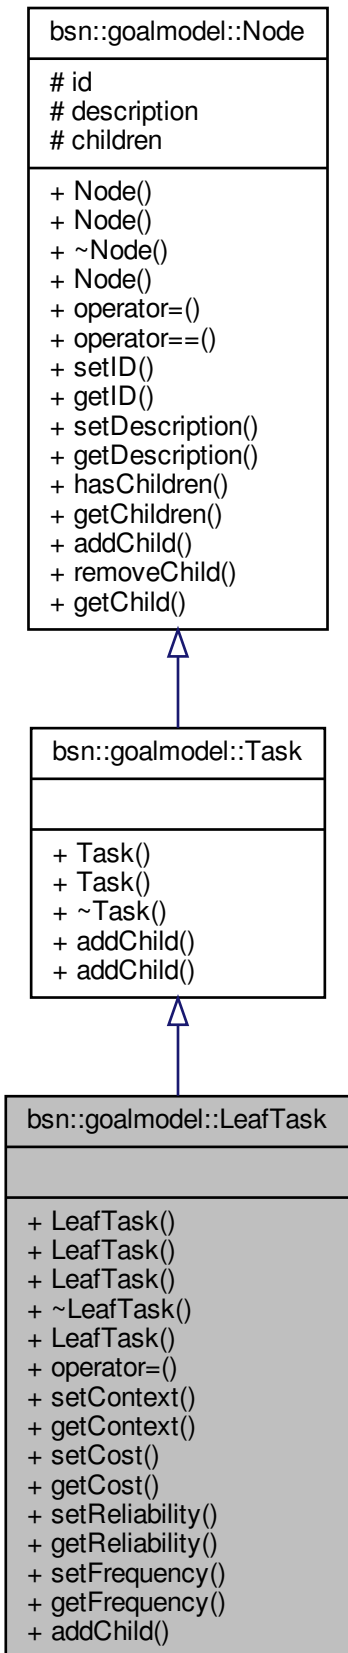 bsn::goalmodel::Node
# id
# description
# children
+ Node()
+ Node()
+ ~Node()
+ Node()
+ operator=()
+ operator==()
+ setID()
+ getID()
+ setDescription()
+ getDescription()
+ hasChildren()
+ getChildren()
+ addChild()
+ removeChild()
+ getChild()
bsn::goalmodel::Task
+ Task()
+ Task()
+ ~Task()
+ addChild()
+ addChild()
bsn::goalmodel::LeafTask
+ LeafTask()
+ LeafTask()
+ LeafTask()
+ ~LeafTask()
+ LeafTask()
+ operator=()
+ setContext()
+ getContext()
+ setCost()
+ getCost()
+ setReliability()
+ getReliability()
+ setFrequency()
+ getFrequency()
+ addChild()